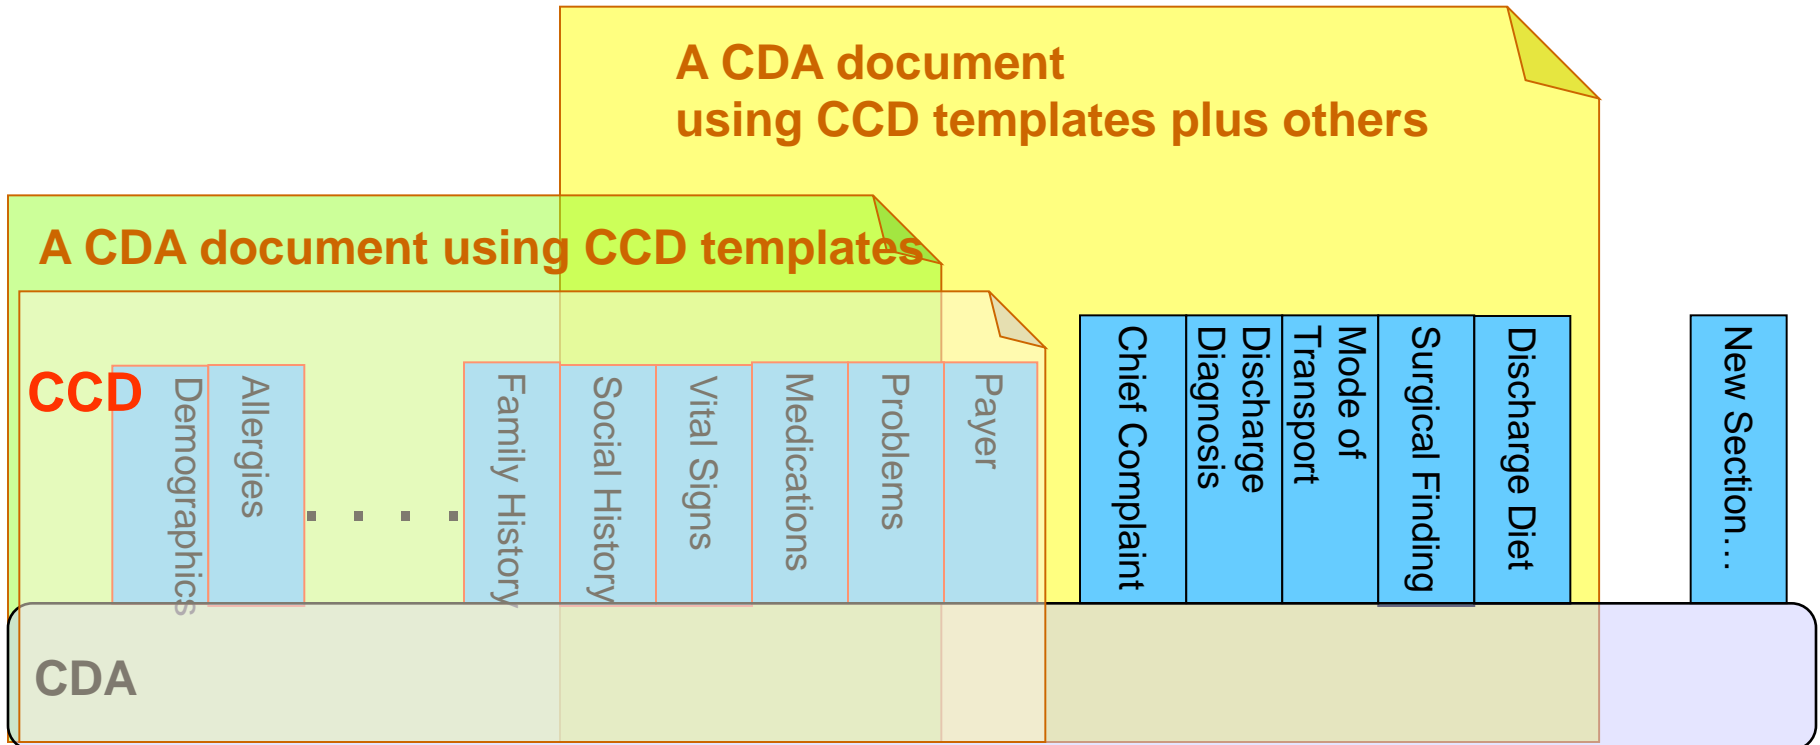 A CDA document
using CCD templates plus others
A CDA document using CCD templates
CCD
Demographics
Allergies
. . . .
Family History
Social History
Vital Signs
Medications
Problems
Payer
Chief Complaint
Discharge
Diagnosis
Mode of
Transport
Surgical Finding
Discharge Diet
New Section…
CDA